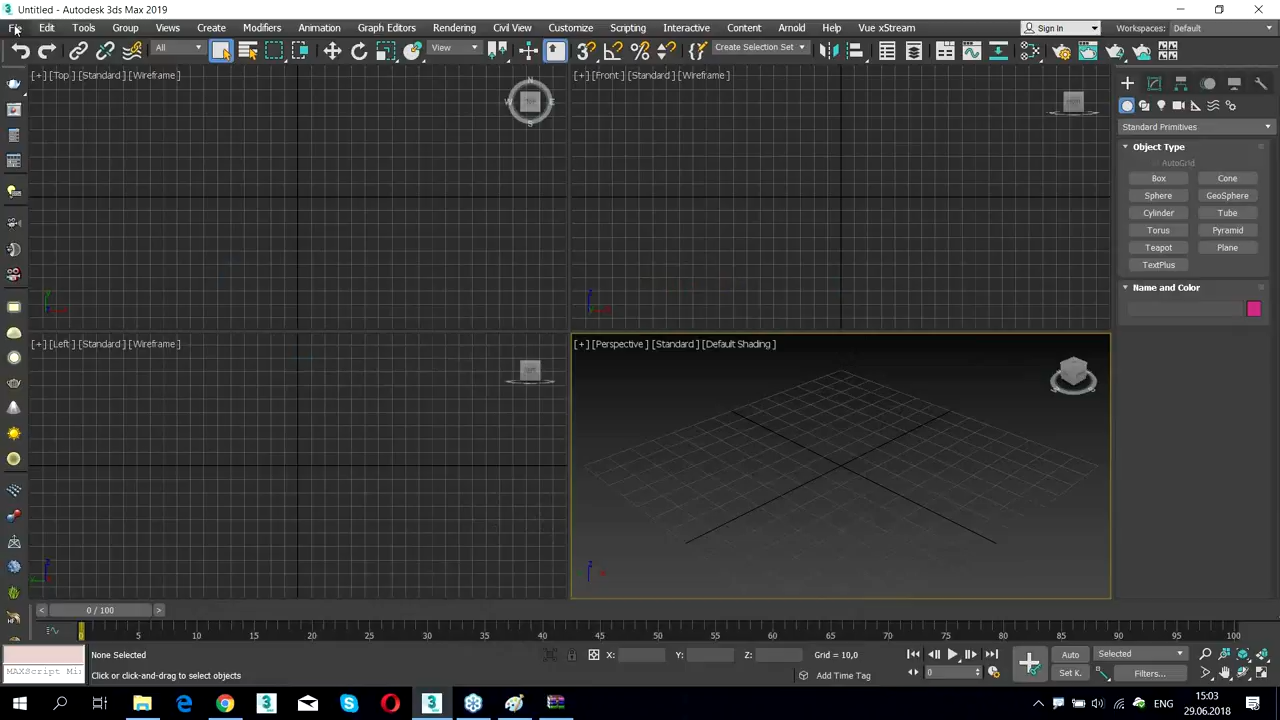 Untitled - Autodesk 3ds Max 2019
File Edit Tools Group Views Create Modifiers Animation Graph Editors Rendering Civil View Customize Scripting Interactive Content Arnold Help Vue xStream Sign In Workspaces: Default
All View Create Selection Set
[+] [Top ] [Standard ] [Wireframe ]
N
W
S
[+] [Front ] [Standard ] [Wireframe ]
Standard Primitives
Object Type
AutoGrid
Box Cone
Sphere GeoSphere
Cylinder Tube
Torus Pyramid
Teapot Plane
TextPlus
Name and Color
[+] [Left ] [Standard ] [Wireframe ]
[+] [Perspective ] [Standard ] [Default Shading ]
< 0 / 100 >
0 5 10 15 20 25 30 35 40 45 50 55 60 65 70 75 80 85 90 95 100
None Selected X: Y: Z: Grid = 10,0 Auto Selected
MAXScript Mi Click or click-and-drag to select objects Add Time Tag 0 Set K. Filters...
ENG
15:03
29.06.2018